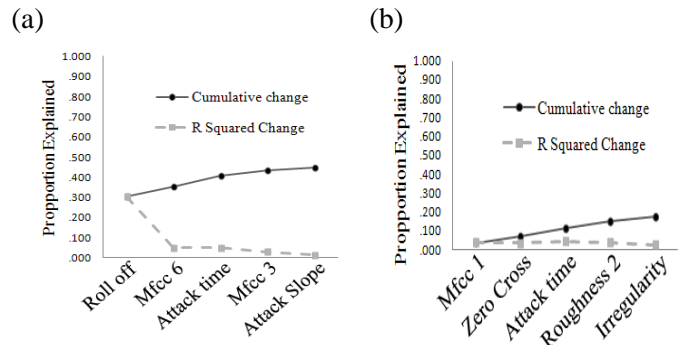 (a)
Propportion Explained
1.000
.900
.800
.700
.600
.500
.400
.300
.200
.100
.000
Cumulative change
R Squared Change
Roll off
Mfcc 6
Attack time
Mfcc 3
Attack Slope
(b)
Propportion Explained
1.000
.900
.800
.700
.600
.500
.400
.300
.200
.100
.000
Cumulative change
R Squared Change
Mfcc 1
Zero Cross
Attack time
Roughness 2
Irregularity